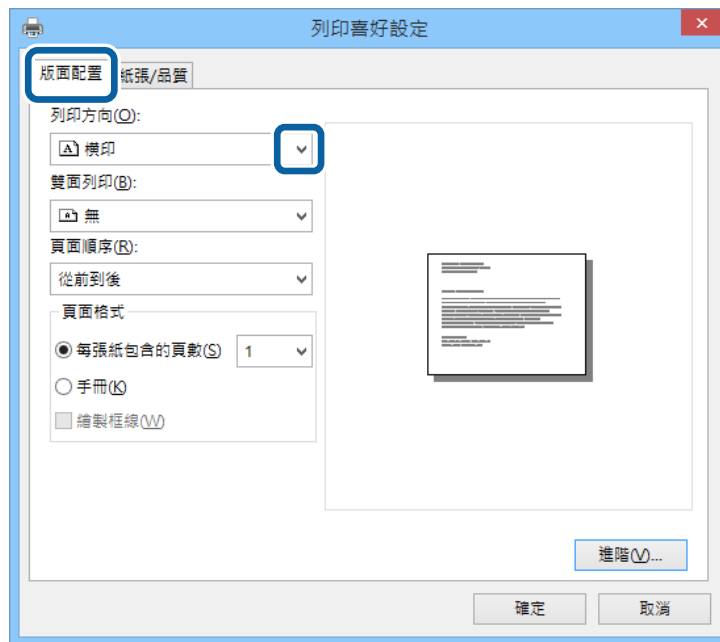 列印喜好設定
版面配置
紙張/品質
列印方向(O):
A 橫印
雙面列印(B):
A 無
頁面順序(R):
從前到後
頁面格式
每張紙包含的頁數(S) 1
手冊(K)
繪製框線(W)
進階(V)...
確定
取消